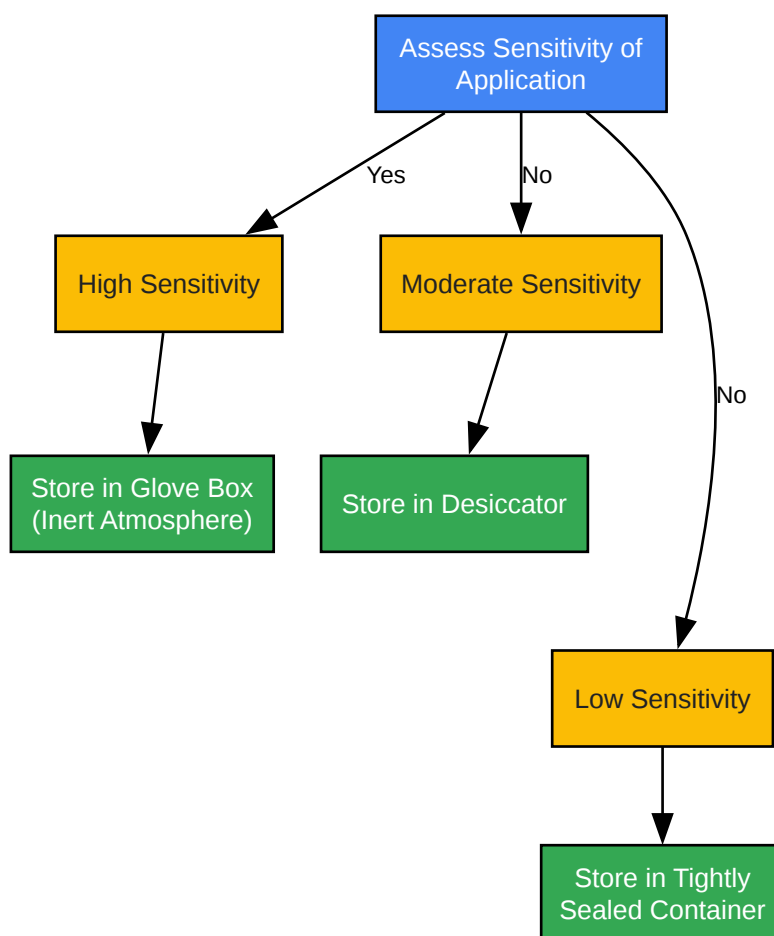 Assess Sensitivity of
Application
Yes
No
High Sensitivity
Moderate Sensitivity
No
Store in Glove Box
(Inert Atmosphere)
Store in Desiccator
Low Sensitivity
Store in Tightly
Sealed Container